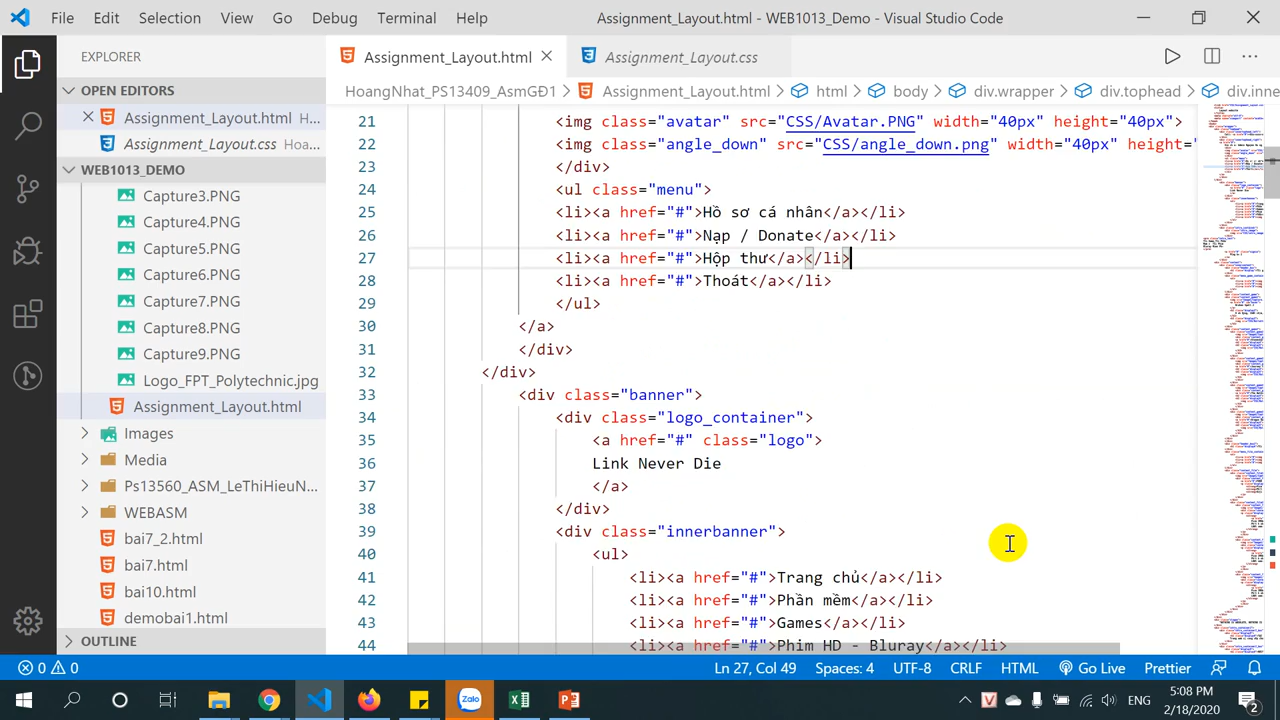 File Edit Selection View Go Debug Terminal Help Assignment_Layout.html - WEB1013_Demo - Visual Studio Code
EXPLORER
Assignment_Layout.html
Assignment_Layout.css
OPEN EDITORS
HoangNhat_PS13409_AsmGĐ1 Assignment_Layout.html html body div.wrapper div.tophead div.inne
Assignment_Layout.html H...
Assignment_Layout.css Hoa...
WEB1013_DEMO
Capture3.PNG
Capture4.PNG
Capture5.PNG
Capture6.PNG
Capture7.PNG
Capture8.PNG
Capture9.PNG
Logo_FPT_Polytechnic.jpg
Assignment_Layout.html
Images
Media
Ps13560_ASM_LeThiHieuN...
WEBASM
bai7_2.html
bai7.html
bai10.html
demobai1.html
OUTLINE
21 <img class="avatar" src="CSS/Avatar.PNG" width="40px" height="40px">
22 <img class="angle_down" src="CSS/angle_down.png" width="40px" height="
23 </div>
24 <ul class="menu">
25 <li><a href="#">Hồ sơ cá nhân</a></li>
26 <li><a href="#">Nạp / Donate</a></li>
27 <li><a href="#">Hộp thư</a></li>
28 <li><a href="#">Thoát</a></li>
29 </ul>
30 </a>
31 </div>
32 </div>
33 <div class="banner">
34 <div class="logo_container">
35 <a href="#" Class="logo">
36 Link Never Die
37 </a>
38 </div>
39 <div class="innerbanner">
40 <ul>
41 <li><a href="#">Trang chủ</a></li>
42 <li><a href="#">Phần mềm</a></li>
43 <li><a href="#">Games</a></li>
44 <li><a href="#">Phim HD - Bluray</a></li>
0 0 Ln 27, Col 49 Spaces: 4 UTF-8 CRLF HTML Go Live Prettier
Zalo
ENG
5:08 PM
2/18/2020
2